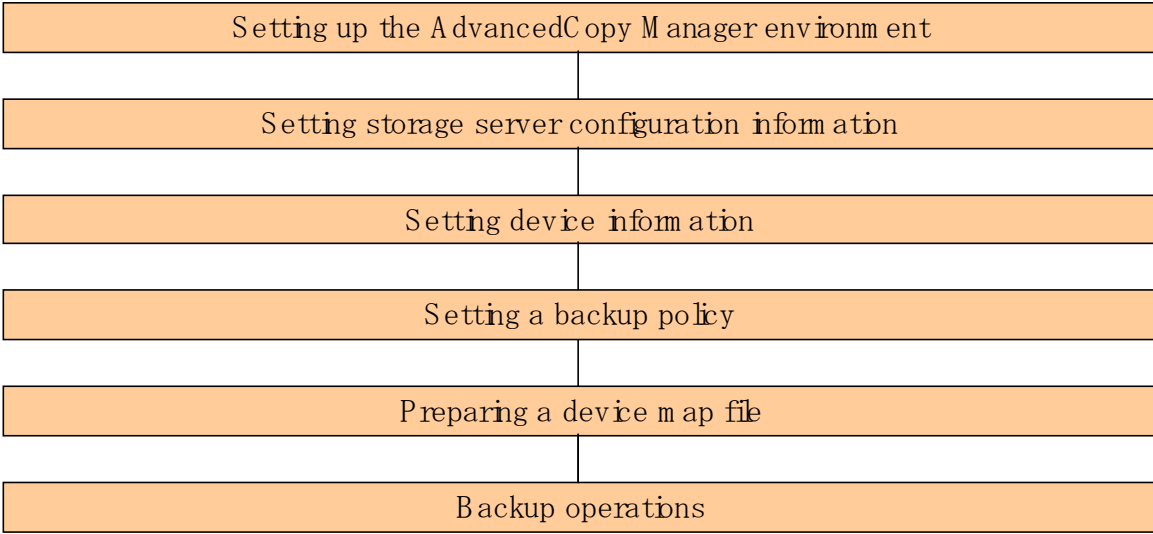 Setting up the AdvancedCopy Manager environment
Setting storage server configuration information
Setting device information
Setting a backup policy
Preparing a device map file
Backup operations